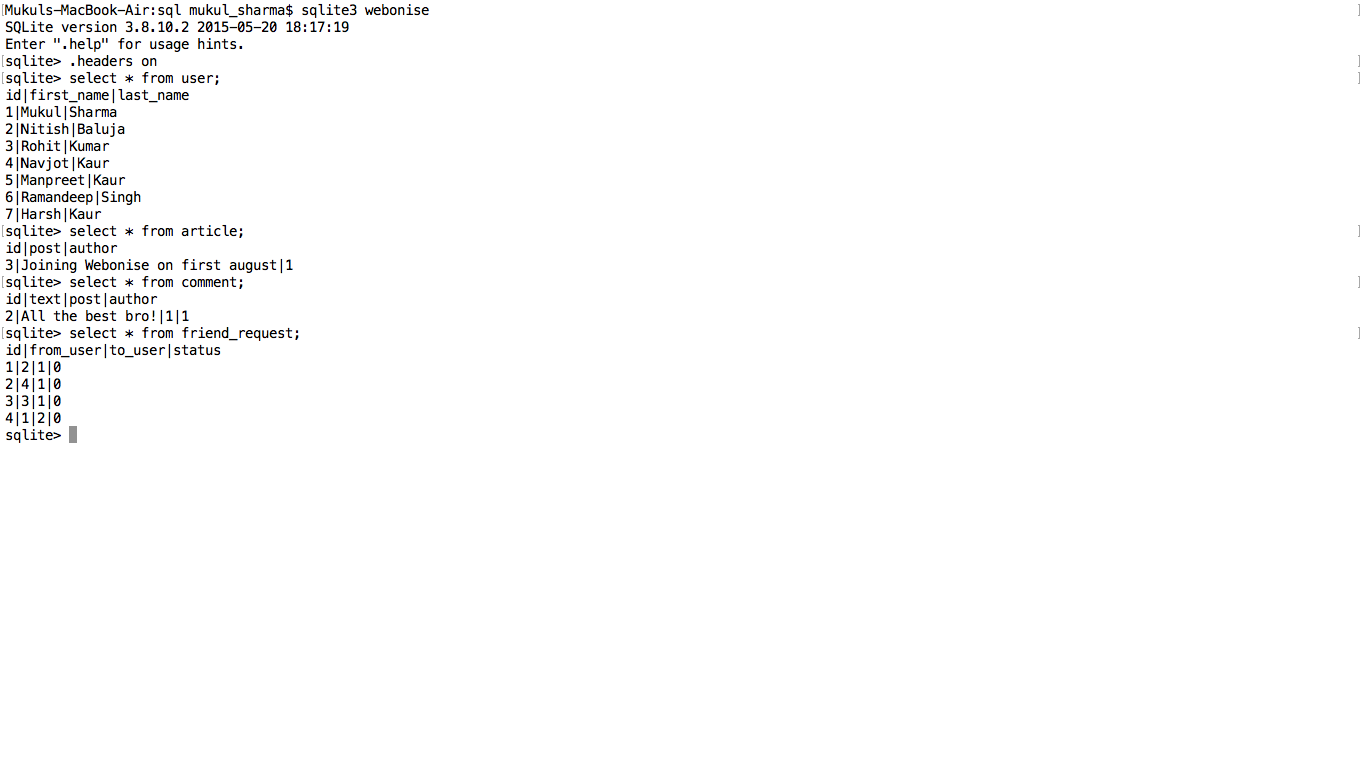 [Mukuls-MacBook-Air:sql mukul_sharma$ sqlite3 webonise ]
SQLite version 3.8.10.2 2015-05-20 18:17:19
Enter ".help" for usage hints.
[sqlite> .headers on ]
[sqlite> select * from user; ]
id|first_name|last_name
1|Mukul|Sharma
2|Nitish|Baluja
3|Rohit|Kumar
4|Navjot|Kaur
5|Manpreet|Kaur
6|Ramandeep|Singh
7|Harsh|Kaur
[sqlite> select * from article; ]
id|post|author
3|Joining Webonise on first august|1
[sqlite> select * from comment; ]
id|text|post|author
2|All the best bro!|1|1
[sqlite> select * from friend_request; ]
id|from_user|to_user|status
1|2|1|0
2|4|1|0
3|3|1|0
4|1|2|0
sqlite>